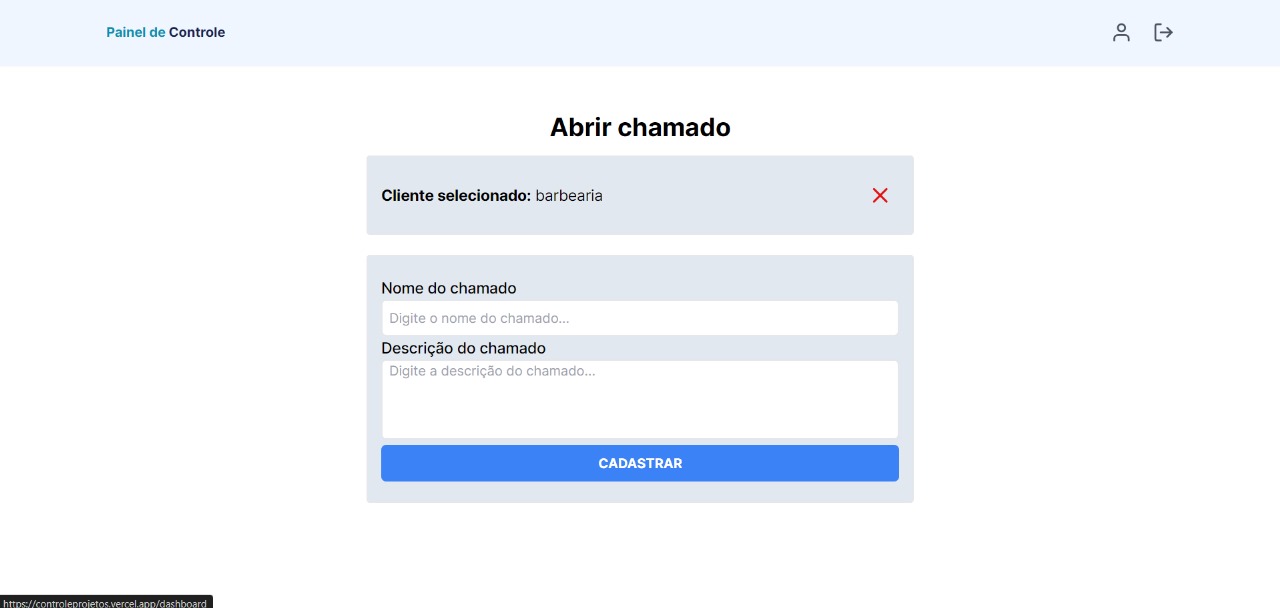 Painel de Controle
Abrir chamado
Cliente selecionado: barbearia
Nome do chamado
Digite o nome do chamado...
Descrição do chamado
Digite a descrição do chamado...
CADASTRAR
https://controleprojetos.vercel.app/dashboard